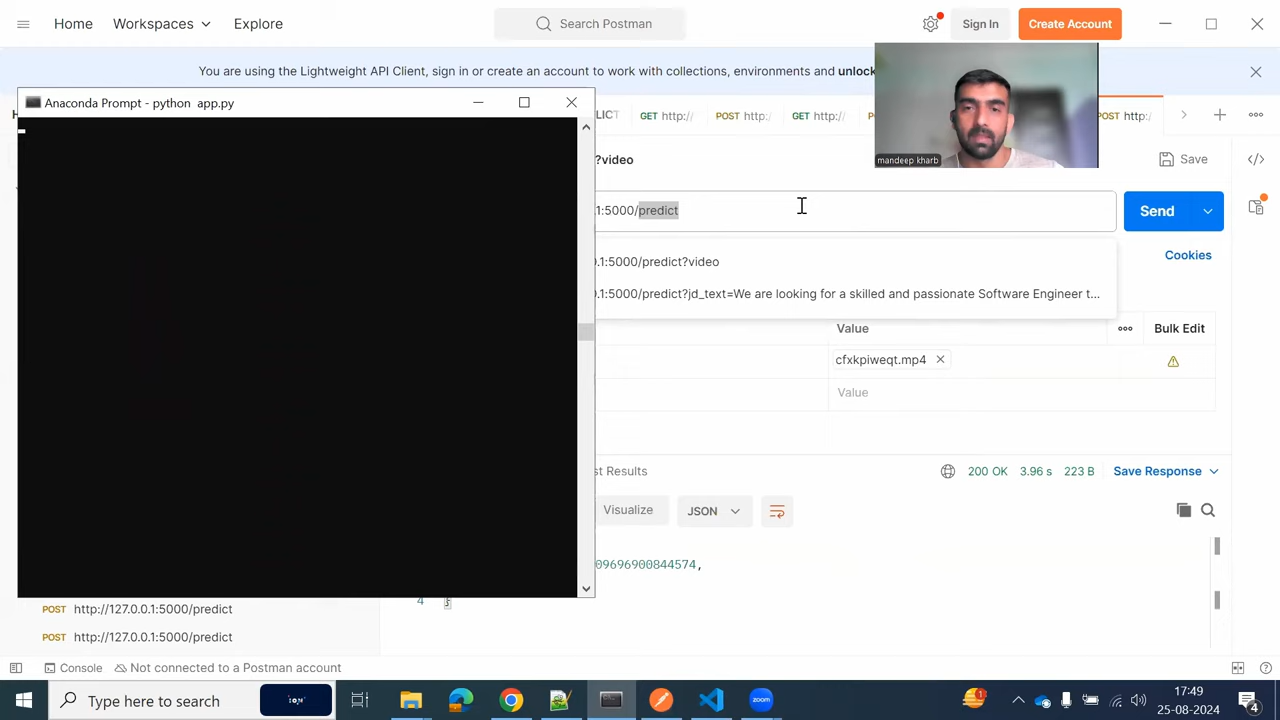 Home
Workspaces
Explore
Search Postman
Sign In
Create Account
You are using the Lightweight API Client, sign in or create an account to work with collections, environments and unlock
Anaconda Prompt - python  app.py
GET http://
POST http:/
GET http:/
POST http:/
mandeep kharb
?video
Save
</>
1:5000/predict
Send
0.1:5000/predict?video
Cookies
0.1:5000/predict?jd_text=We are looking for a skilled and passionate Software Engineer t...
Value
Bulk Edit
cfxkpiweqt.mp4
Value
st Results
200 OK
3.96 s
223 B
Save Response
Visualize
JSON
09696900844574,
4 }
POST http://127.0.0.1:5000/predict
POST http://127.0.0.1:5000/predict
Console
Not connected to a Postman account
Type here to search
zoom
1
17:49
25-08-2024
4